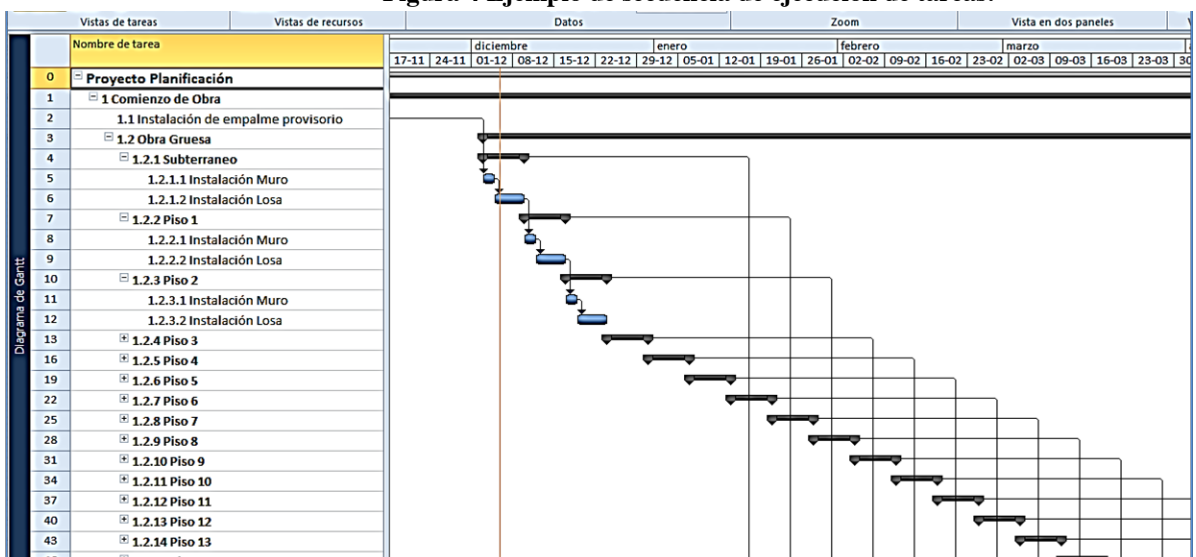 Vistas de tareas Vistas de recursos Datos Zoom Vista en dos paneles
Nombre de tarea
diciembre enero febrero marzo
17-11 24-11 01-12 08-12 15-12 22-12 29-12 05-01 12-01 19-01 26-01 02-02 09-02 16-02 23-02 02-03 09-03 16-03 23-03 30
0 Proyecto Planificación
1 1 Comienzo de Obra
2 1.1 Instalación de empalme provisorio
3 1.2 Obra Gruesa
4 1.2.1 Subterraneo
5 1.2.1.1 Instalación Muro
6 1.2.1.2 Instalación Losa
7 1.2.2 Piso 1
8 1.2.2.1 Instalación Muro
9 1.2.2.2 Instalación Losa
10 1.2.3 Piso 2
11 1.2.3.1 Instalación Muro
12 1.2.3.2 Instalación Losa
13 1.2.4 Piso 3
16 1.2.5 Piso 4
19 1.2.6 Piso 5
22 1.2.7 Piso 6
25 1.2.8 Piso 7
28 1.2.9 Piso 8
31 1.2.10 Piso 9
34 1.2.11 Piso 10
37 1.2.12 Piso 11
40 1.2.13 Piso 12
43 1.2.14 Piso 13
Diagrama de Gantt